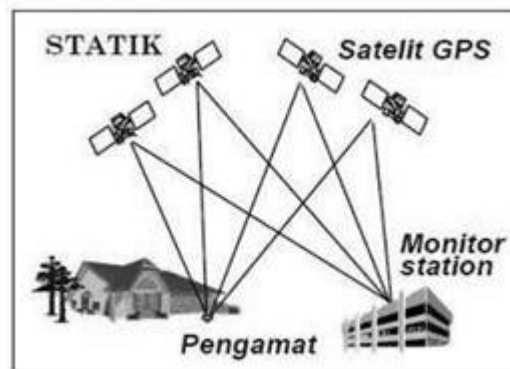 STATIK
Satelit GPS
Monitor
station
Pengamat